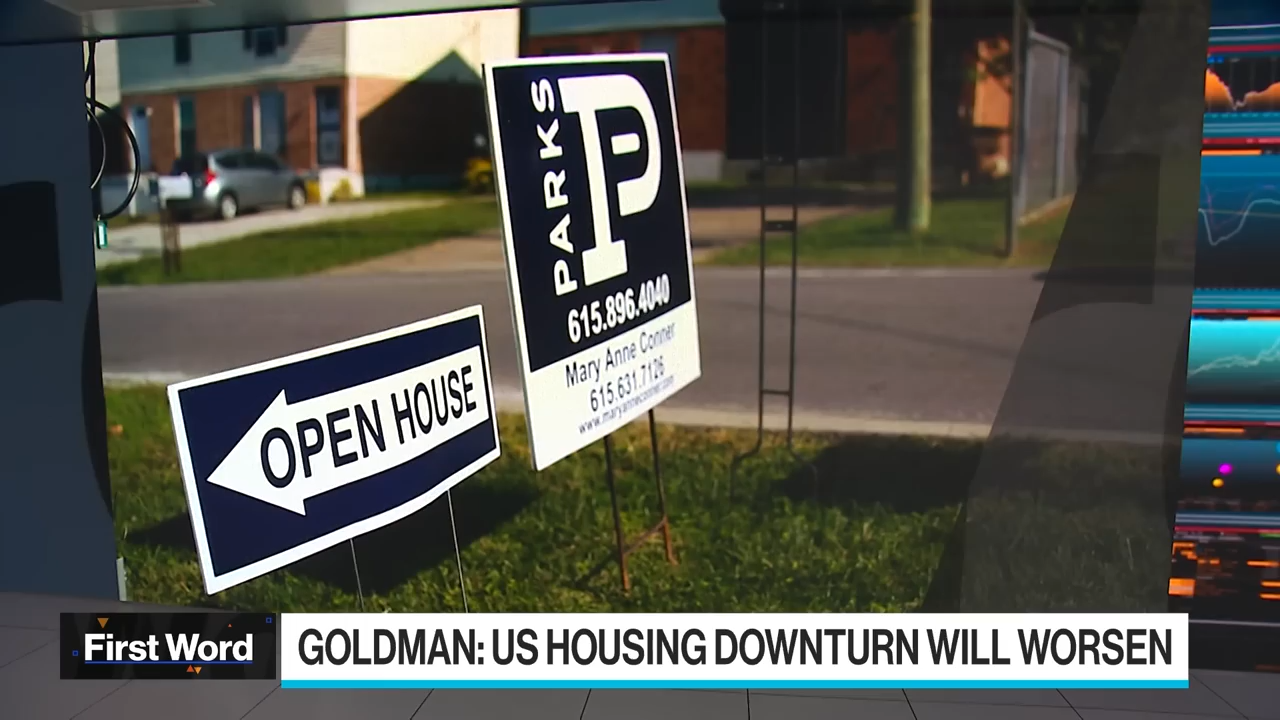 PARKS
P
615.896.4040
Mary Anne Conner
615.631.7126
www.maryanneconner.com
OPEN HOUSE
First Word
GOLDMAN: US HOUSING DOWNTURN WILL WORSEN